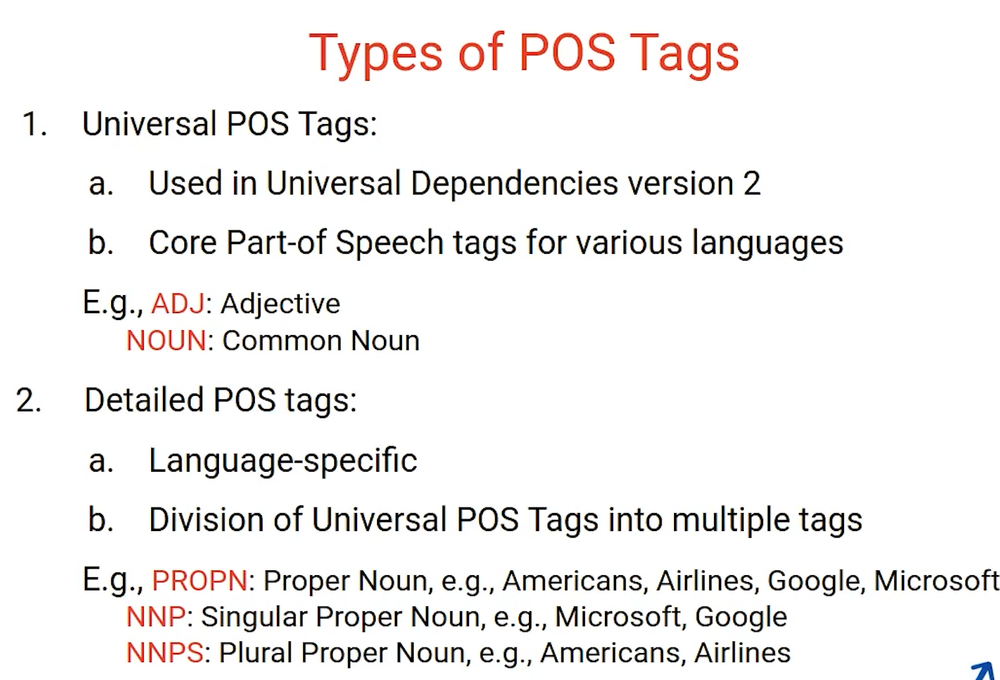 Types of POS Tags
1. Universal POS Tags:
a. Used in Universal Dependencies version 2
b. Core Part-of Speech tags for various languages
E.g., ADJ: Adjective
NOUN: Common Noun
2. Detailed POS tags:
a. Language-specific
b. Division of Universal POS Tags into multiple tags
E.g., PROPN: Proper Noun, e.g., Americans, Airlines, Google, Microsoft
NNP: Singular Proper Noun, e.g., Microsoft, Google
NNPS: Plural Proper Noun, e.g., Americans, Airlines